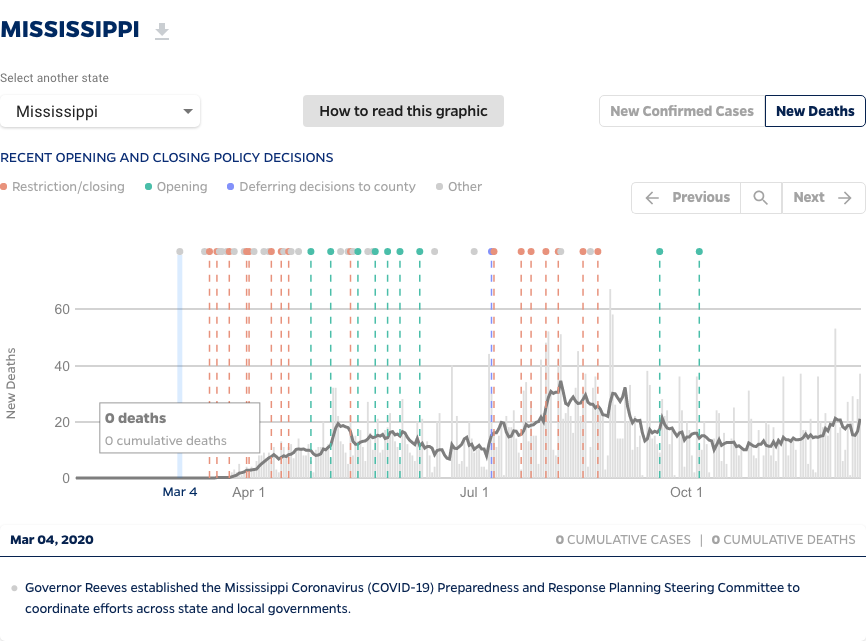 MISSISSIPPI
Select another state
Mississippi
How to read this graphic
New Confirmed Cases
New Deaths
RECENT OPENING AND CLOSING POLICY DECISIONS
Restriction/closing
Opening
Deferring decisions to county
Other
Previous
Next
New Deaths
60
40
20
0
0 deaths
0 cumulative deaths
Mar 4
Apr 1
Jul 1
Oct 1
Mar 04, 2020
0 CUMULATIVE CASES | 0 CUMULATIVE DEATHS
Governor Reeves established the Mississippi Coronavirus (COVID-19) Preparedness and Response Planning Steering Committee to
coordinate efforts across state and local governments.